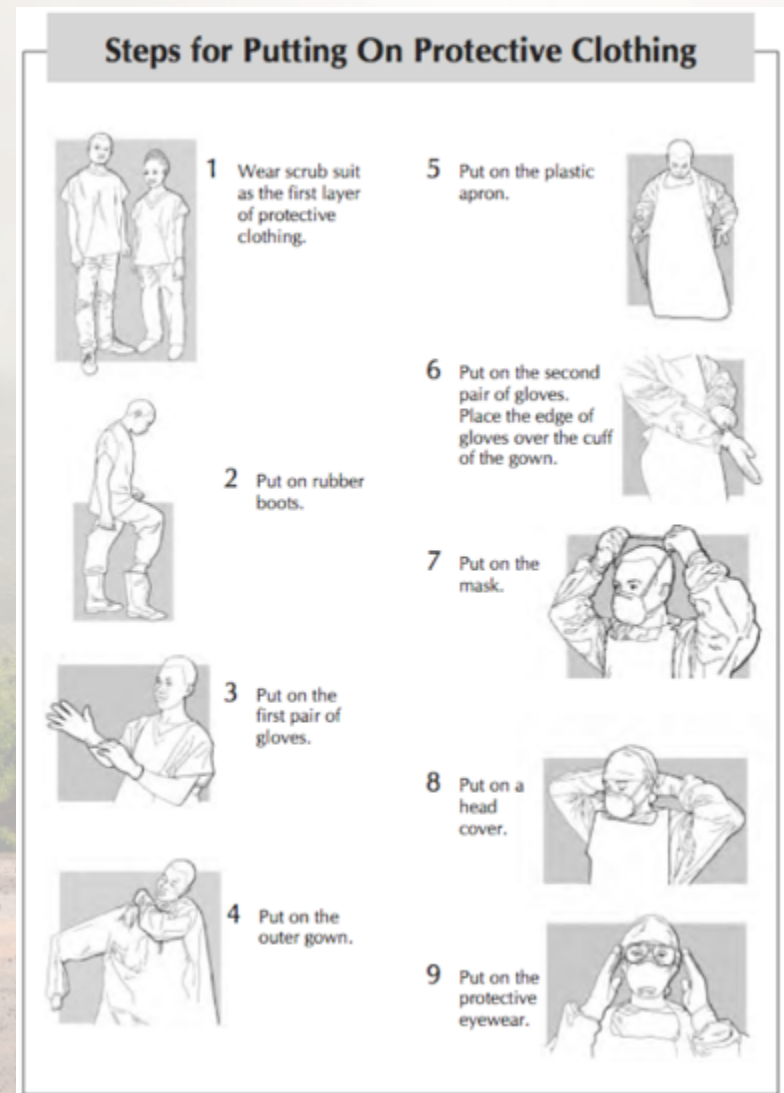 Steps for Putting On Protective Clothing
1 Wear scrub suit
as the first layer
of protective
clothing.
2 Put on rubber
boots.
3 Put on the
first pair of
gloves.
4 Put on the
outer gown.
5 Put on the plastic
apron.
6 Put on the second
pair of gloves.
Place the edge of
gloves over the cuff
of the gown.
7 Put on the
mask.
8 Put on a
head
cover.
9 Put on the
protective
eyewear.